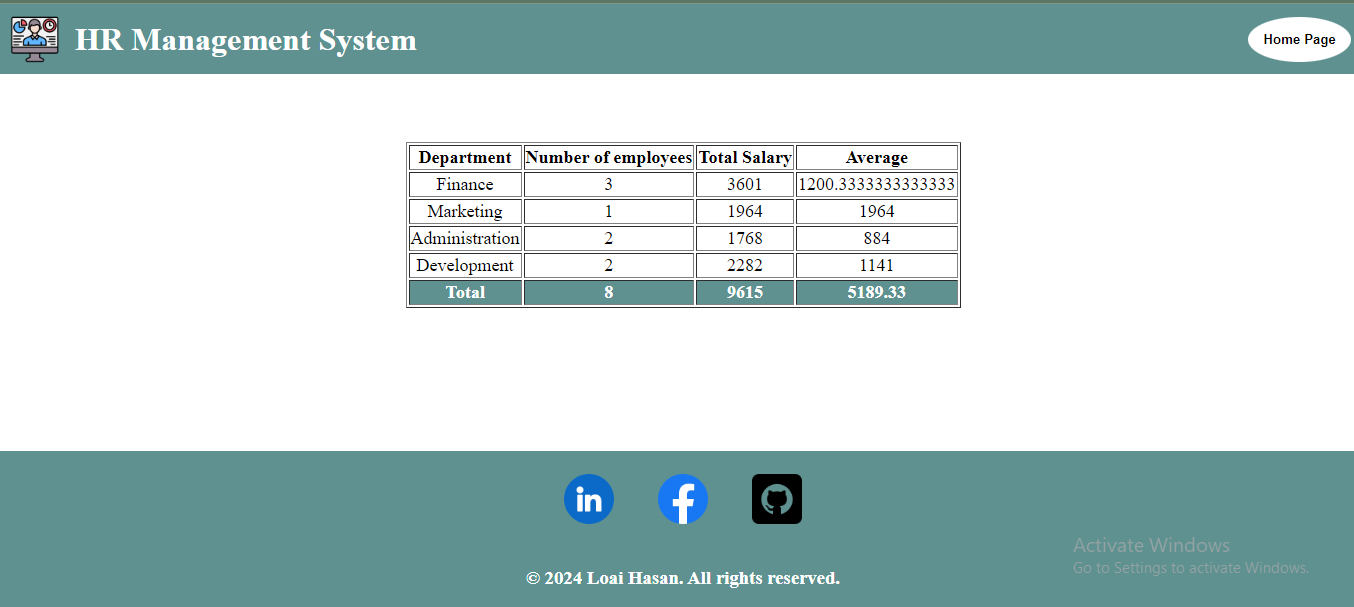 HR Management System
Home Page
Department Number of employees Total Salary Average
Finance 3 3601 1200.3333333333333
Marketing 1 1964 1964
Administration 2 1768 884
Development 2 2282 1141
Total 8 9615 5189.33
in
f
Activate Windows
Go to Settings to activate Windows.
© 2024 Loai Hasan. All rights reserved.